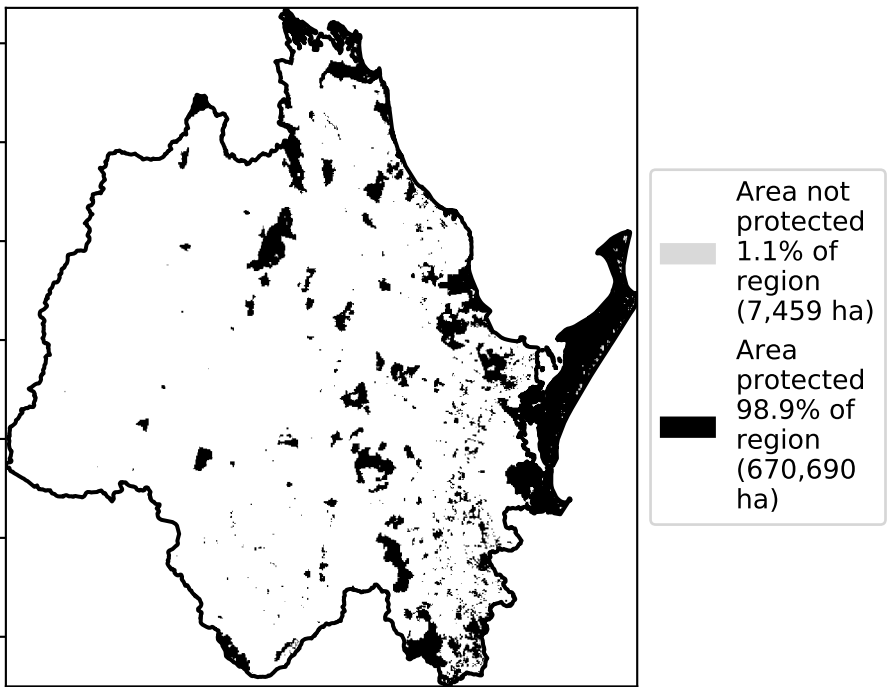 Area not
protected
1.1% of
region
(7,459 ha)
Area
protected
98.9% of
region
(670,690
ha)